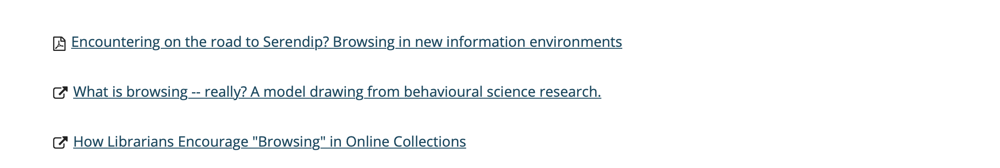 Encountering on the road to Serendip? Browsing in new information environments
What is browsing -- really? A model drawing from behavioural science research.
How Librarians Encourage "Browsing" in Online Collections